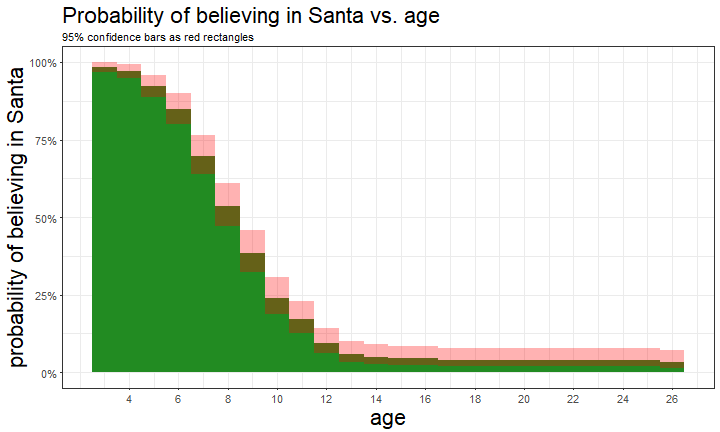 Probability of believing in Santa vs. age
95% confidence bars as red rectangles
probability of believing in Santa
100%
75%
50%
25%
0%
4 6 8 10 12 14 16 18 20 22 24 26
age